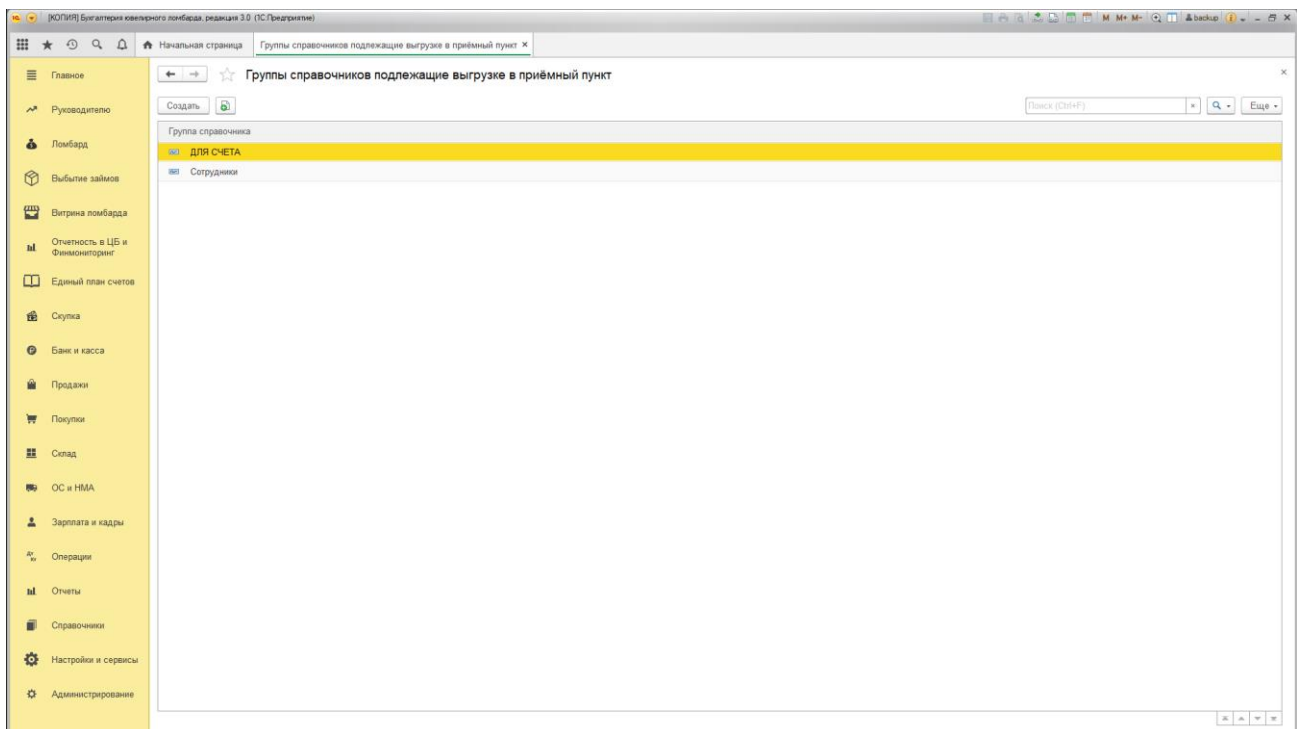 [КОПИЯ] Бухгалтерия ювелирного ломбарда, редакция 3.0 (1С:Предприятие)
M M+ M- backup
Начальная страница
Группы справочников подлежащие выгрузке в приёмный пункт ×
Главное
Руководителю
Ломбард
Выбытие займов
Витрина ломбарда
Отчетность в ЦБ и
Финмониторинг
Единый план счетов
Скупка
Банк и касса
Продажи
Покупки
Склад
ОС и НМА
Зарплата и кадры
Операции
Отчеты
Справочники
Настройки и сервисы
Администрирование
Группы справочников подлежащие выгрузке в приёмный пункт
Создать
Поиск (Ctrl+F)
Еще
Группа справочника
ДЛЯ СЧЕТА
Сотрудники